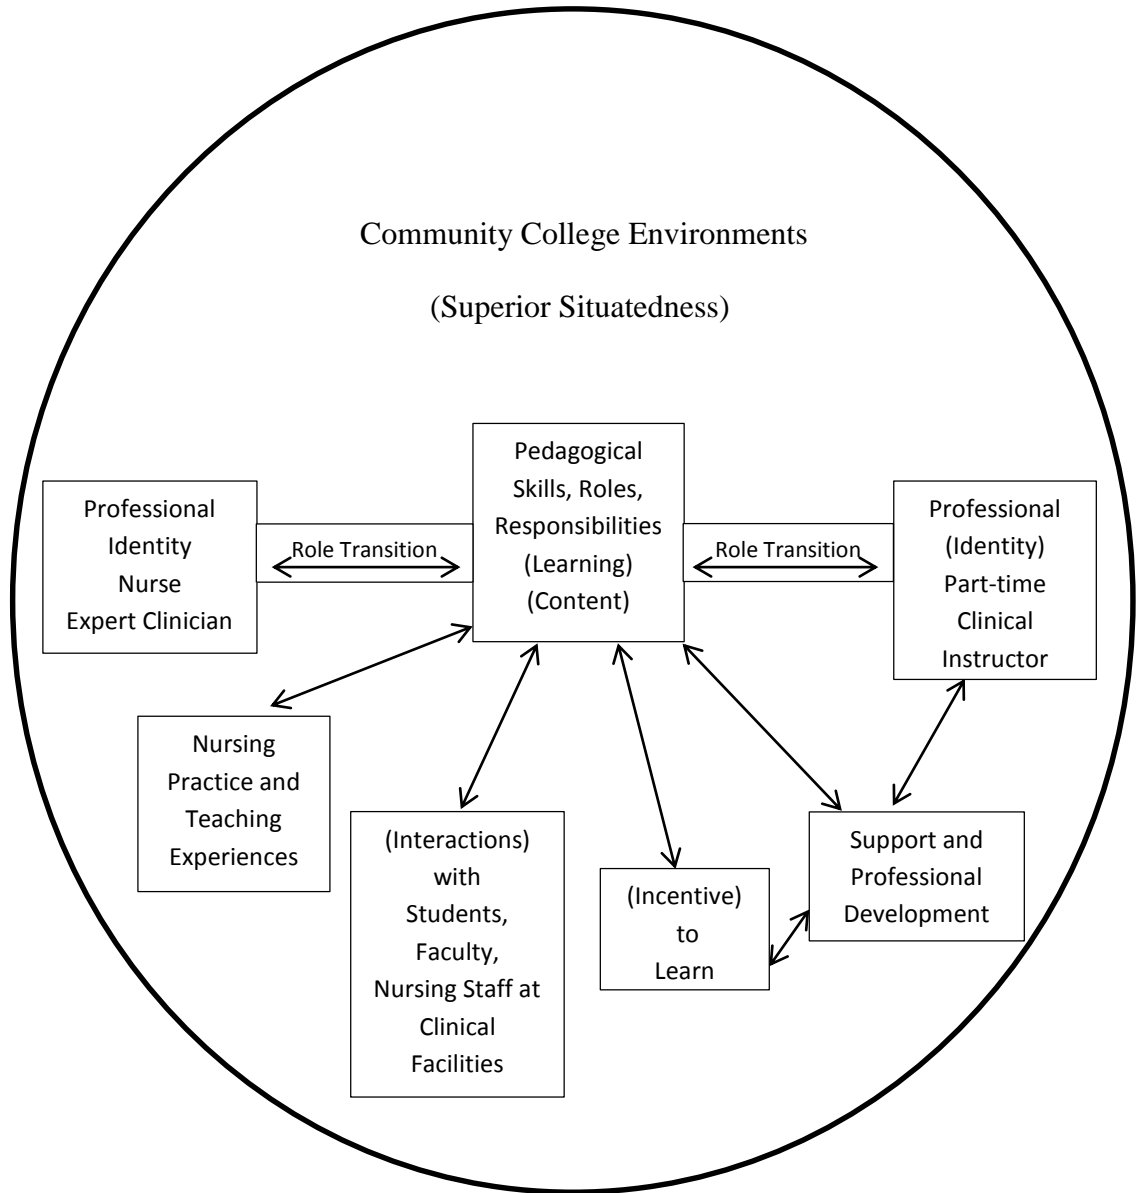 Community College Environments
(Superior Situatedness)
Professional
Identity
Nurse
Expert Clinician
Role Transition
Pedagogical
Skills, Roles,
Responsibilities
(Learning)
(Content)
Role Transition
Professional
(Identity)
Part-time
Clinical
Instructor
Nursing
Practice and
Teaching
Experiences
(Interactions)
with
Students,
Faculty,
Nursing Staff at
Clinical
Facilities
(Incentive)
to
Learn
Support and
Professional
Development